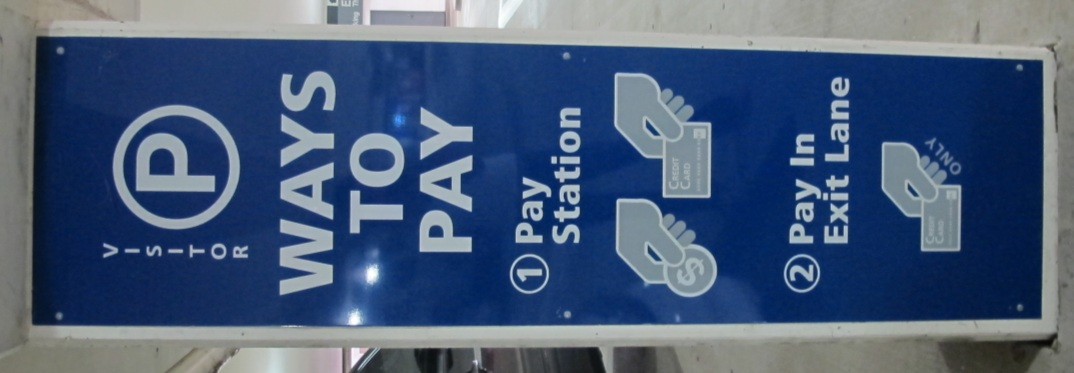 P
VISITOR
WAYS
TO
PAY
1 Pay
Station
$
CREDIT
CARD
2 Pay In
Exit Lane
CREDIT
CARD
ONLY